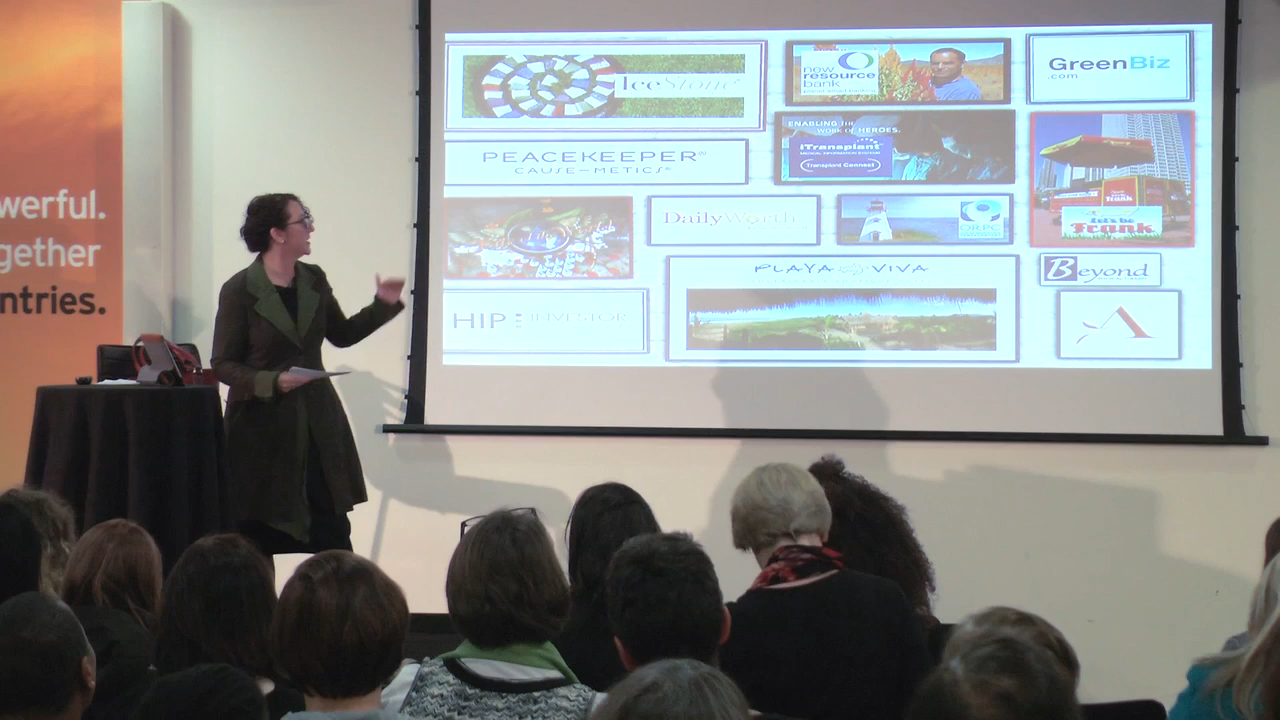 werful.
gether
ntries.
IceStone
new
resource
bank
GreenBiz
.com
ENABLING THE
WORK OF HEROES.
iTransplant
Transplant Connect
PEACEKEEPER
CAUSE-METICS
DailyWorth
ORPC
Let's be
Frank
PLAYA VIVA
Beyond
HIP INVESTOR
A